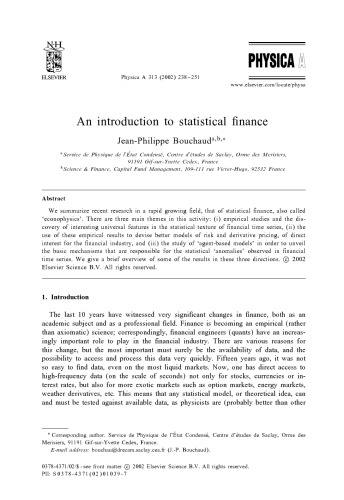 NH
ELSEVIER
Physica A 313 (2002) 238–251
PHYSICA A
www.elsevier.com/locate/physa
An introduction to statistical finance
Jean-Philippe Bouchaud a,b,*
a Service de Physique de l'État Condensé, Centre d'études de Saclay, Orme des Merisiers,
91191 Gif-sur-Yvette Cedex, France
b Science & Finance, Capital Fund Management, 109-111 rue Victor-Hugo, 92532 France
Abstract
We summarize recent research in a rapid growing field, that of statistical finance, also called
'econophysics'. There are three main themes in this activity: (i) empirical studies and the dis-
covery of interesting universal features in the statistical texture of financial time series, (ii) the
use of these empirical results to devise better models of risk and derivative pricing, of direct
interest for the financial industry, and (iii) the study of 'agent-based models' in order to unveil
the basic mechanisms that are responsible for the statistical 'anomalies' observed in financial
time series. We give a brief overview of some of the results in these three directions. © 2002
Elsevier Science B.V. All rights reserved.
1. Introduction
The last 10 years have witnessed very significant changes in finance, both as an
academic subject and as a professional field. Finance is becoming an empirical (rather
than axiomatic) science; correspondingly, financial engineers (quants) have an increas-
ingly important role to play in the financial industry. There are various reasons for
this change, but the most important must surely be the availability of data, and the
possibility to access and process this data very quickly. Fifteen years ago, it was not
so easy to find data, even on the most liquid markets. Now, one has direct access to
high-frequency data (on the scale of seconds) not only for stocks, currencies or in-
terest rates, but also for more exotic markets such as option markets, energy markets,
weather derivatives, etc. This means that any statistical model, or theoretical idea, can
and must be tested against available data, as physicists are (probably better than other
* Corresponding author. Service de Physique de l'État Condensé, Centre d'études de Saclay, Orme des
Merisiers, 91191 Gif-sur-Yvette Cedex, France.
E-mail address: bouchau@drecam.saclay.cea.fr (J.-P. Bouchaud).
0378-4371/02/$ - see front matter © 2002 Elsevier Science B.V. All rights reserved.
PII: S 0378-4371(02)01039-7